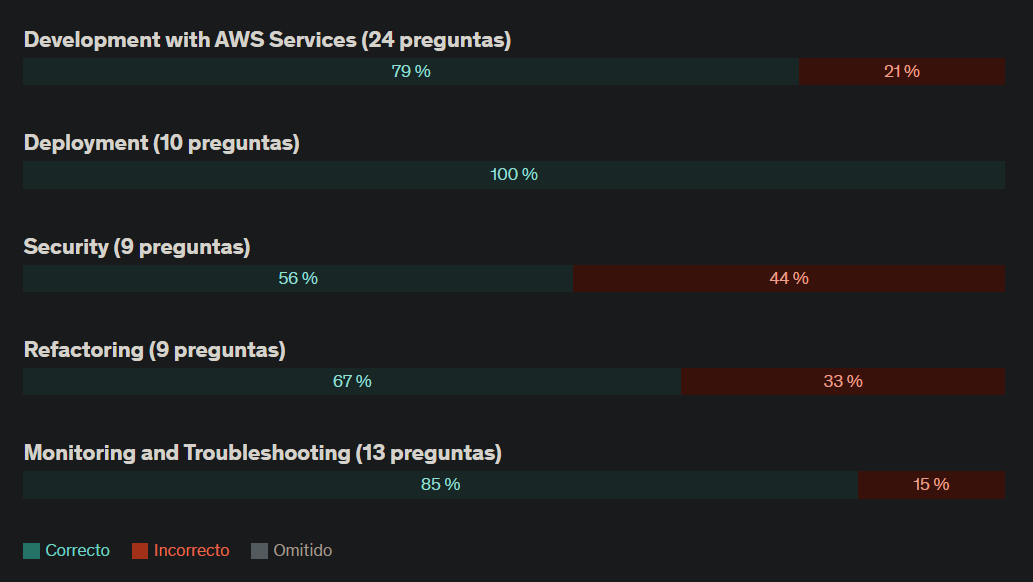 Development with AWS Services (24 preguntas)
79 % 21 %
Deployment (10 preguntas)
100 %
Security (9 preguntas)
56 % 44 %
Refactoring (9 preguntas)
67 % 33 %
Monitoring and Troubleshooting (13 preguntas)
85 % 15 %
Correcto Incorrecto Omitido